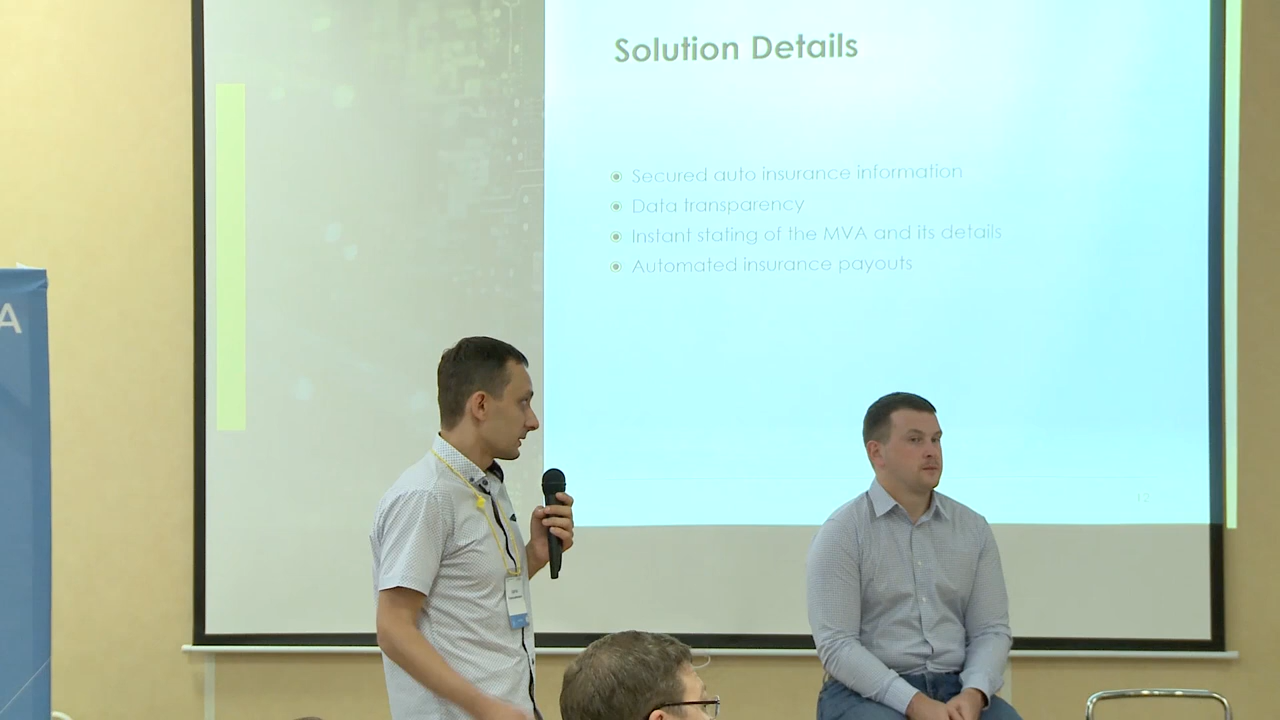 Solution Details
Secured auto insurance information
Data transparency
Instant stating of the MVA and its details
Automated insurance payouts
12
A